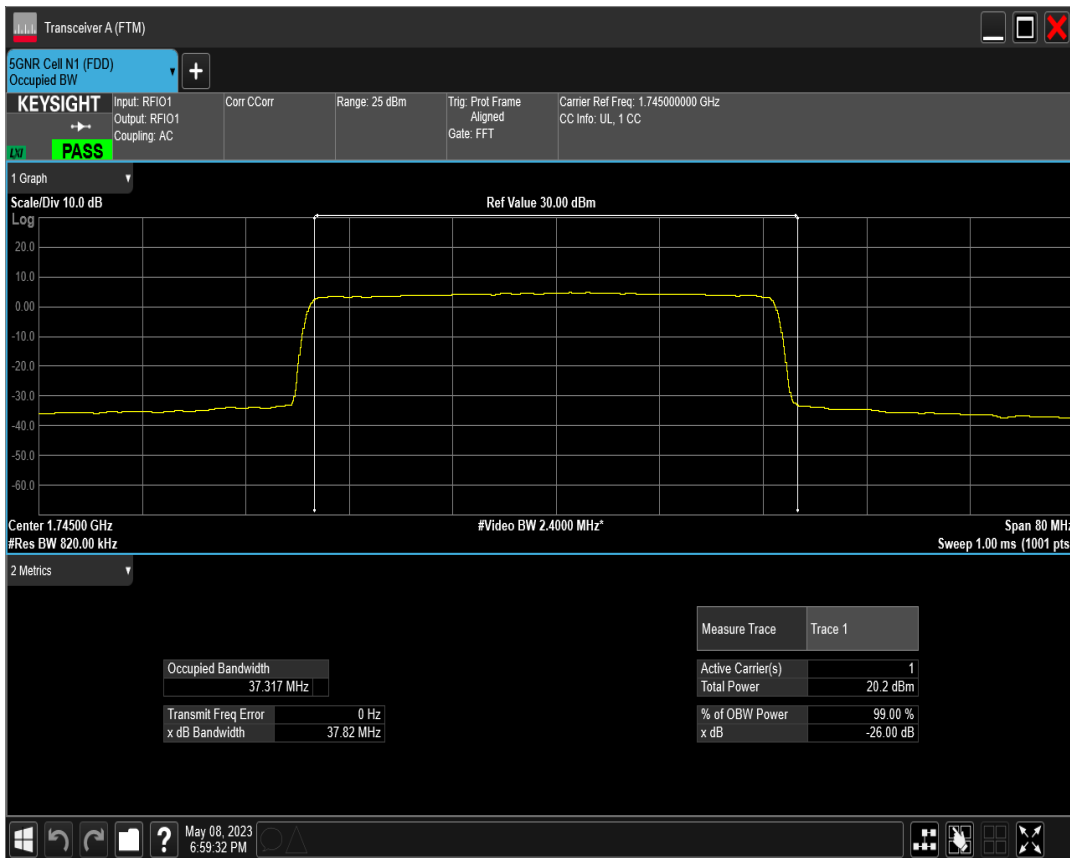 Transceiver A (FTM)
5GNR Cell N1 (FDD)
Occupied BW
+
KEYSIGHT
LXI
PASS
Input: RFIO1
Output: RFIO1
Coupling: AC
Corr CCorr
Range: 25 dBm
Trig: Prot Frame
Aligned
Gate: FFT
Carrier Ref Freq: 1.745000000 GHz
CC Info: UL, 1 CC
1 Graph
Scale/Div 10.0 dB
Ref Value 30.00 dBm
Log
20.0
10.0
0.00
-10.0
-20.0
-30.0
-40.0
-50.0
-60.0
Center 1.74500 GHz
#Video BW 2.4000 MHz*
Span 80 MHz
#Res BW 820.00 kHz
Sweep 1.00 ms (1001 pts
2 Metrics
Measure Trace Trace 1
Occupied Bandwidth
37.317 MHz
Active Carrier(s) 1
Total Power 20.2 dBm
Transmit Freq Error 0 Hz
x dB Bandwidth 37.82 MHz
% of OBW Power 99.00 %
x dB -26.00 dB
?
May 08, 2023
6:59:32 PM